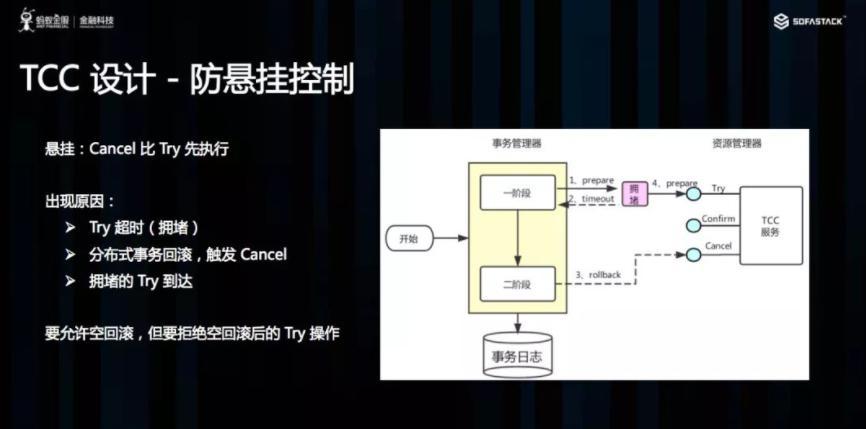 蚂蚁金服 金融科技
ANT FINANCIAL
SOFASTACK
TCC 设计 - 防悬挂控制
悬挂：Cancel 比 Try 先执行
出现原因：
Try 超时（拥堵）
分布式事务回滚，触发 Cancel
拥堵的 Try 到达
要允许空回滚，但要拒绝空回滚后的 Try 操作
事务管理器
资源管理器
开始
一阶段
二阶段
事务日志
1、prepare
2、timeout
拥堵
4、prepare
3、rollback
Try
Confirm
Cancel
TCC
服务